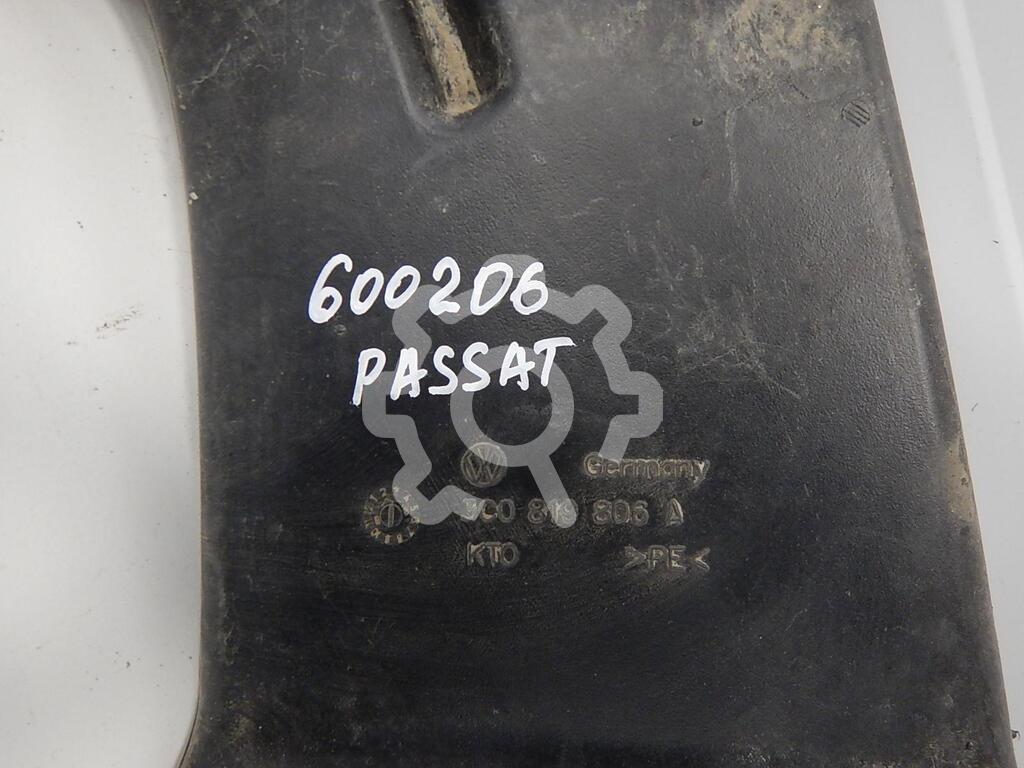 600206
PASSAT
Germany
3C0 819 806 A
KTO >PE<